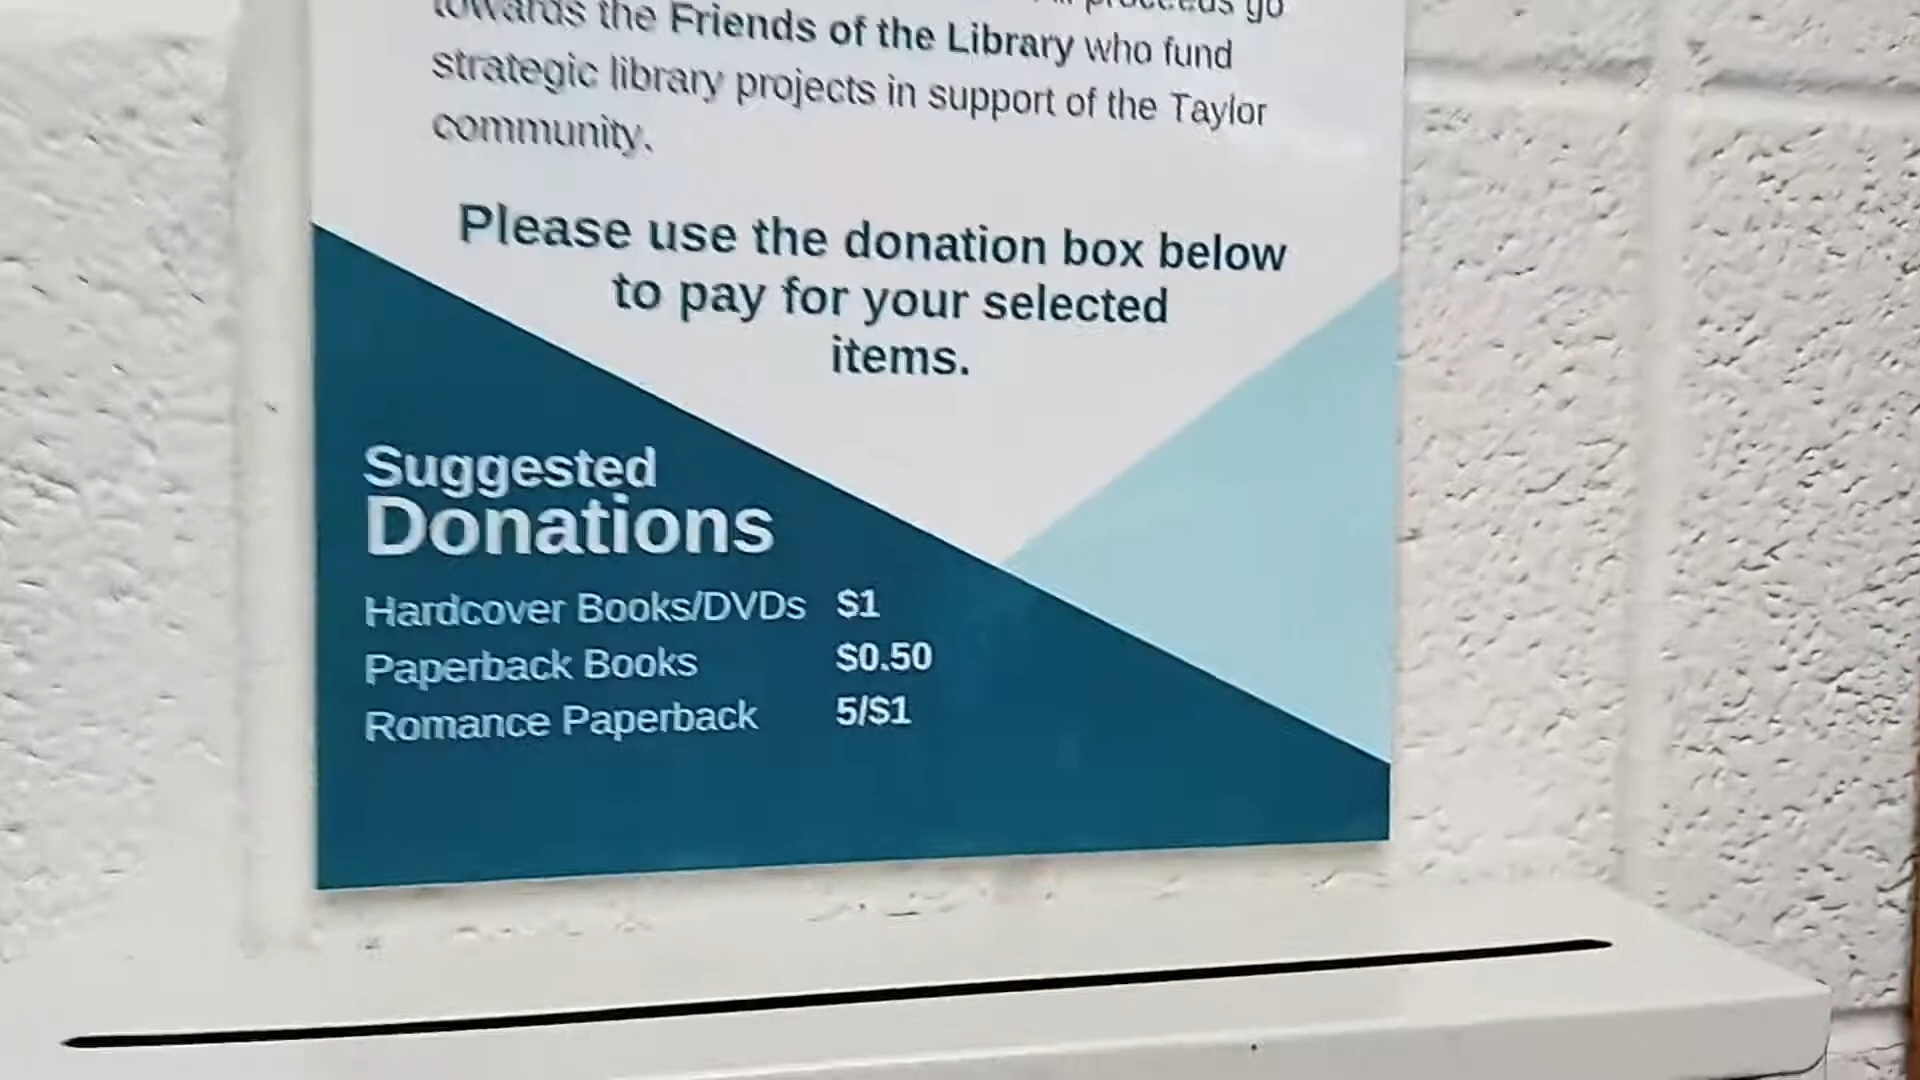 proceeds go
towards the Friends of the Library who fund
strategic library projects in support of the Taylor
community.
Please use the donation box below
to pay for your selected
items.
Suggested
Donations
Hardcover Books/DVDs $1
Paperback Books $0.50
Romance Paperback 5/$1